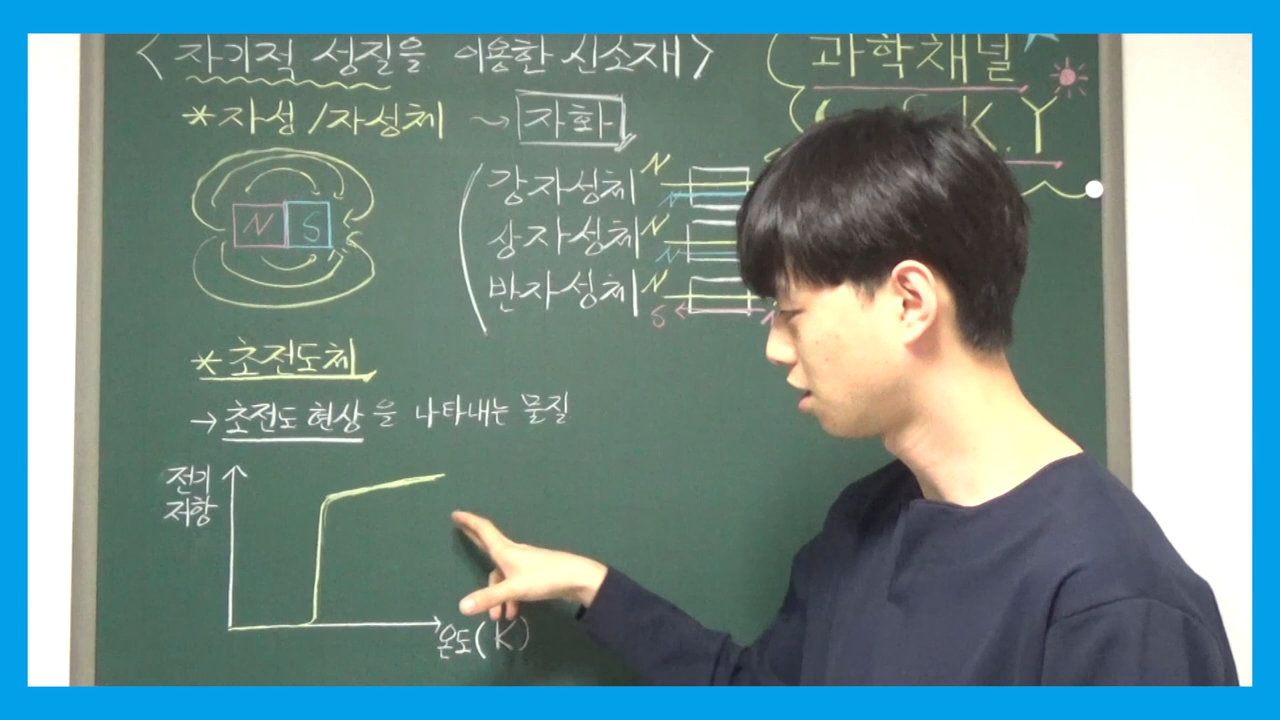 <자기적 성질을 이용한 신소재>
과학채널
K.Y
*자성/자성체 ~> 자화
N S
강자성체 N
상자성체 N
반자성체 N
S
*초전도체
→ 초전도 현상을 나타내는 물질
전기
저항
온도(K)